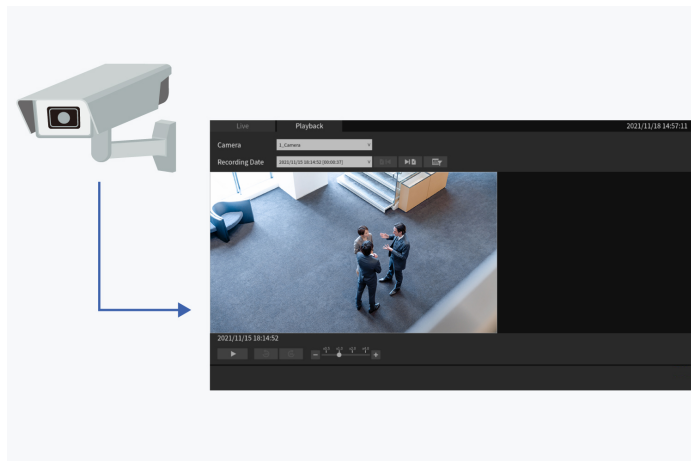 Live Playback 2021/11/18 14:57:11
Camera 1_Camera
Recording Date 2021/11/15 18:14:52 [00:00:37]
2021/11/15 18:14:52